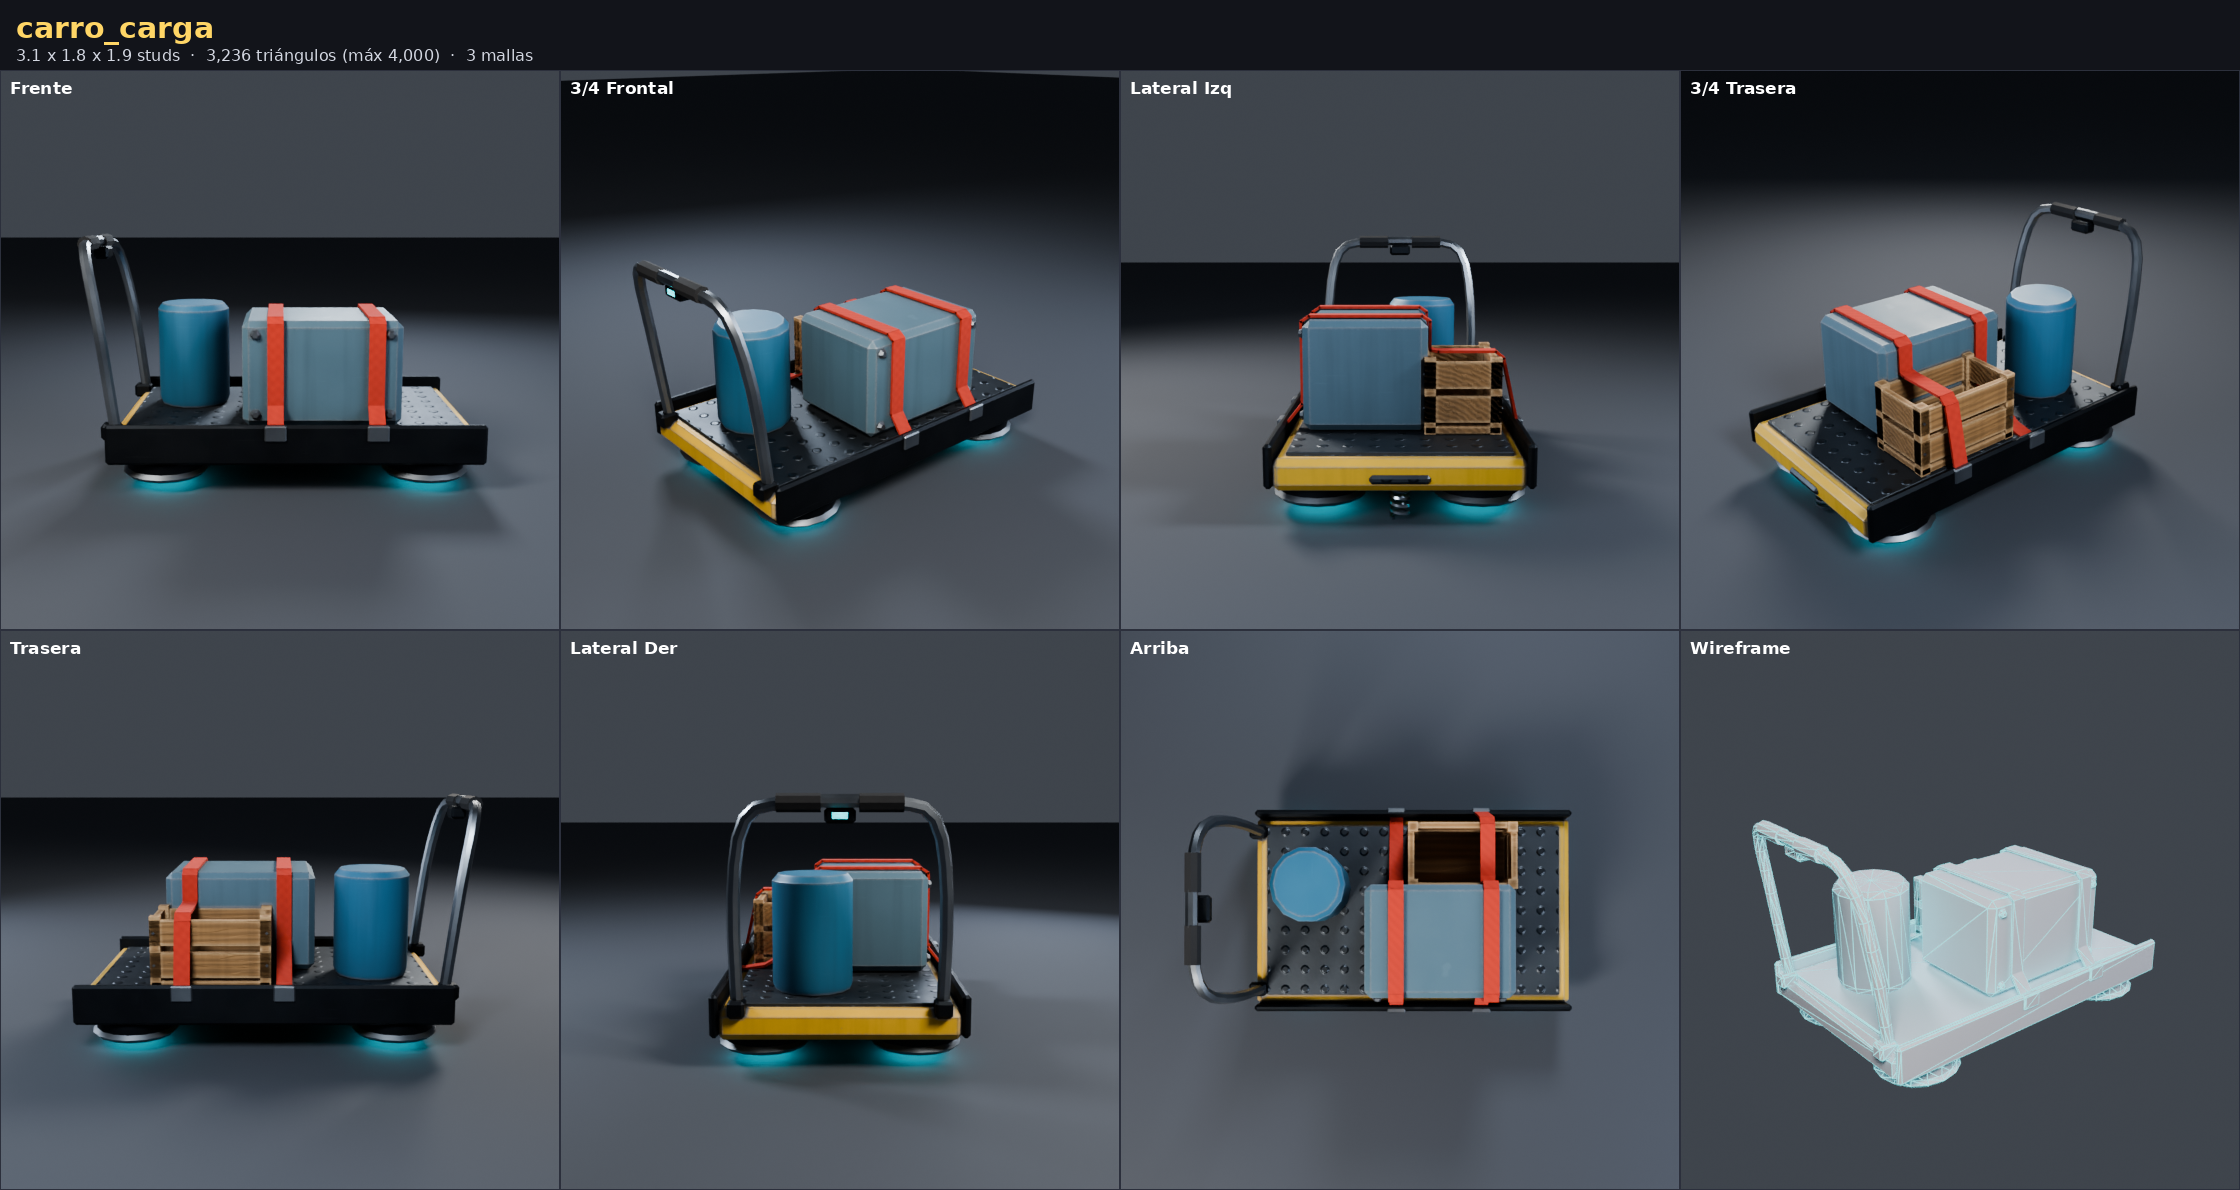 carro_carga
3.1 x 1.8 x 1.9 studs · 3,236 triángulos (máx 4,000) · 3 mallas
Frente
3/4 Frontal
Lateral Izq
3/4 Trasera
Trasera
Lateral Der
Arriba
Wireframe